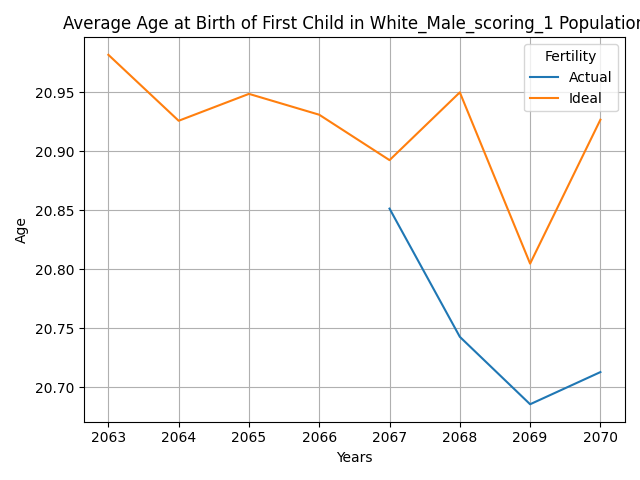 Average Age at Birth of First Child in White_Male_scoring_1 Population
Fertility
Actual
Ideal
Age
20.95
20.90
20.85
20.80
20.75
20.70
2063 2064 2065 2066 2067 2068 2069 2070
Years